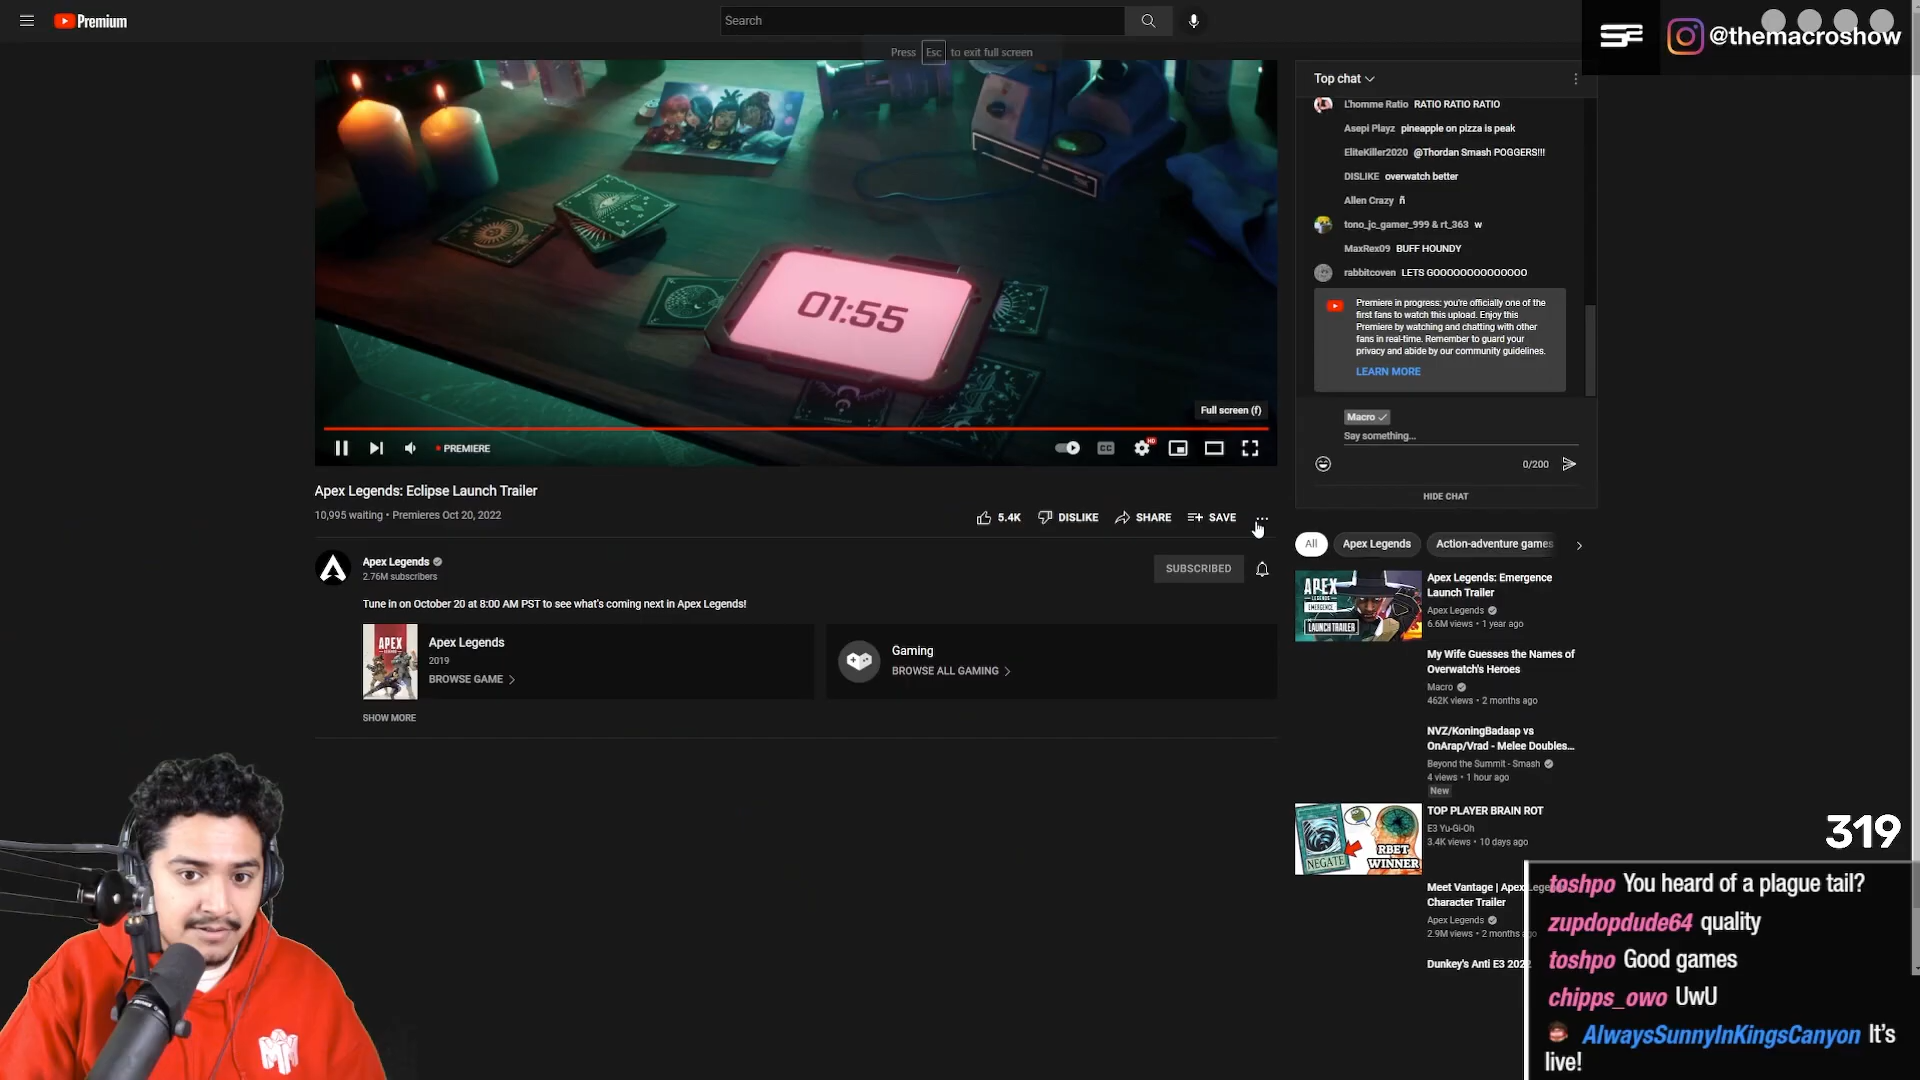 Premium
Search
Press Esc to exit full screen
@themacroshow
01:55
Full screen (f)
PREMIERE
CC
HD
Apex Legends: Eclipse Launch Trailer
10,995 waiting • Premieres Oct 20, 2022
5.4K
DISLIKE
SHARE
SAVE
Apex Legends
2.76M subscribers
SUBSCRIBED
Tune in on October 20 at 8:00 AM PST to see what's coming next in Apex Legends!
APEX
Apex Legends
2019
BROWSE GAME
Gaming
BROWSE ALL GAMING
SHOW MORE
Top chat
L'homme Ratio RATIO RATIO RATIO
Asepi Playz pineapple on pizza is peak
EliteKiller2020 @Thordan Smash POGGERS!!!
DISLIKE overwatch better
Allen Crazy ñ
tono_jc_gamer_999 & rt_363 w
MaxRex09 BUFF HOUNDY
rabbitcoven LETS GOOOOOOOOOOOOOO
Premiere in progress: you're officially one of the
first fans to watch this upload. Enjoy this
Premiere by watching and chatting with other
fans in real-time. Remember to guard your
privacy and abide by our community guidelines.
LEARN MORE
Macro
Say something...
0/200
HIDE CHAT
All
Apex Legends
Action-adventure games
APEX
LEGENDS
EMERGENCE
LAUNCH TRAILER
Apex Legends: Emergence
Launch Trailer
Apex Legends
6.6M views • 1 year ago
My Wife Guesses the Names of
Overwatch's Heroes
Macro
462K views • 2 months ago
NVZ/KoningBadaap vs
OnArap/Vrad - Melee Doubles...
Beyond the Summit - Smash
4 views • 1 hour ago
New
NEGATE
RBET
WINNER
TOP PLAYER BRAIN ROT
E3 Yu-Gi-Oh
3.4K views • 10 days ago
Meet Vantage | Apex Legends
Character Trailer
Apex Legends
2.9M views • 2 months ago
Dunkey's Anti E3 2022
319
toshpo You heard of a plague tail?
zupdopdude64 quality
toshpo Good games
chipps_owo UwU
AlwaysSunnyInKingsCanyon It's
live!